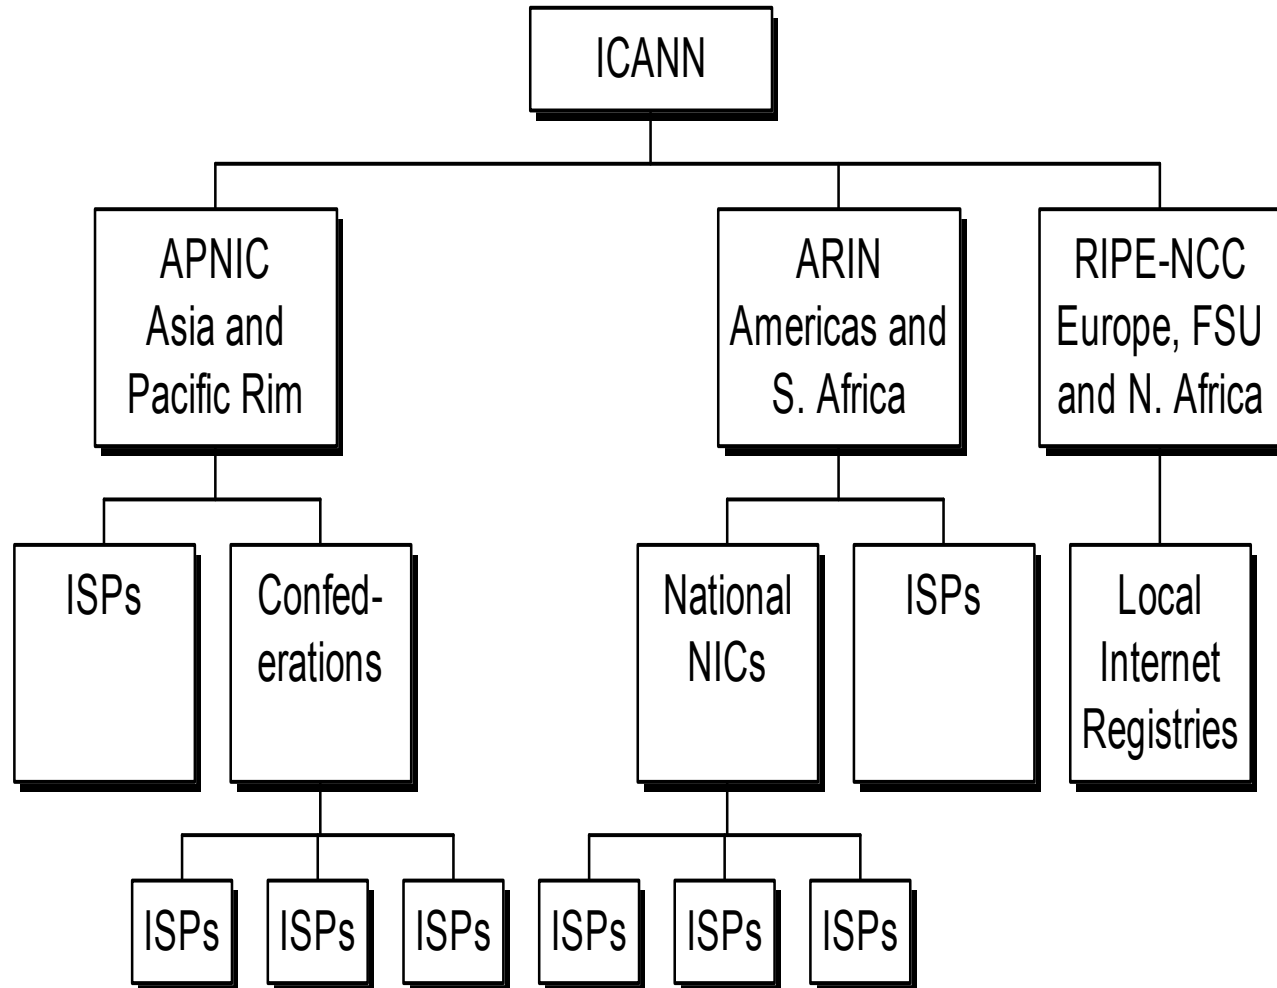 ICANN
APNIC
Asia and
Pacific Rim
ARIN
Americas and
S. Africa
RIPE-NCC
Europe, FSU
and N. Africa
ISPs
Confed-
erations
National
NICs
ISPs
Local
Internet
Registries
ISPs
ISPs
ISPs
ISPs
ISPs
ISPs